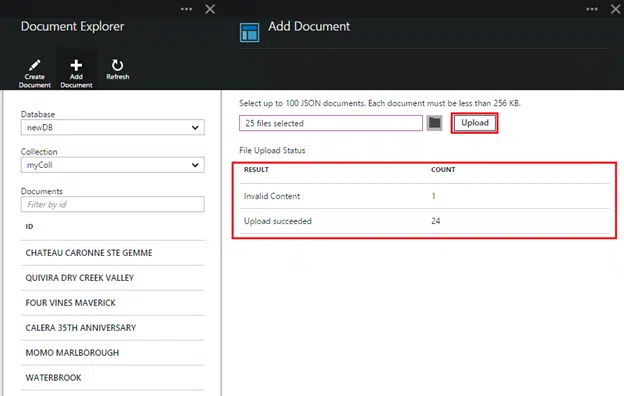 Document Explorer
Create Document
Add Document
Refresh
Database
newDB
Collection
myColl
Documents
Filter by id
ID
CHATEAU CARONNE STE GEMME
QUIVIRA DRY CREEK VALLEY
FOUR VINES MAVERICK
CALERA 35TH ANNIVERSARY
MOMO MARLBOROUGH
WATERBROOK
Add Document
Select up to 100 JSON documents. Each document must be less than 256 KB.
25 files selected
Upload
File Upload Status
RESULT COUNT
Invalid Content 1
Upload succeeded 24